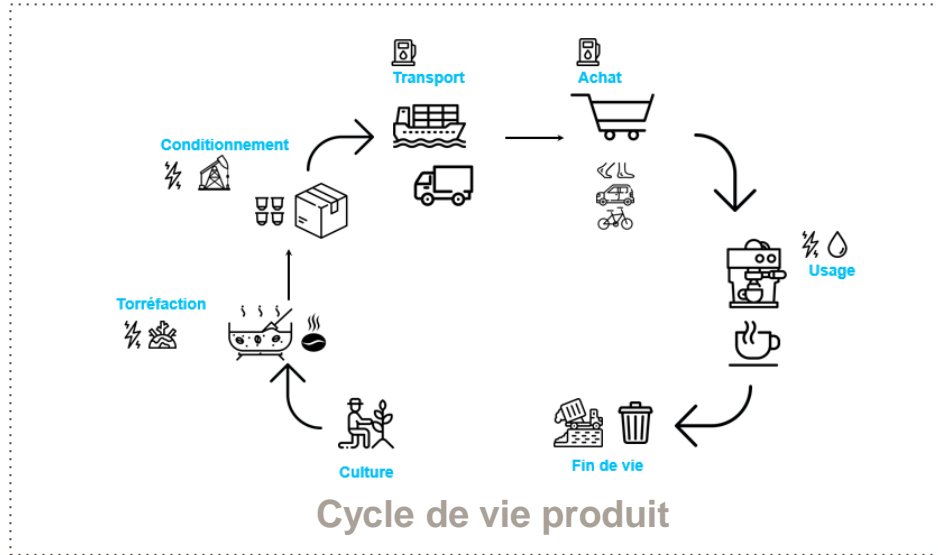 Transport
Achat
Conditionnement
Usage
Torréfaction
Culture
Fin de vie
Cycle de vie produit